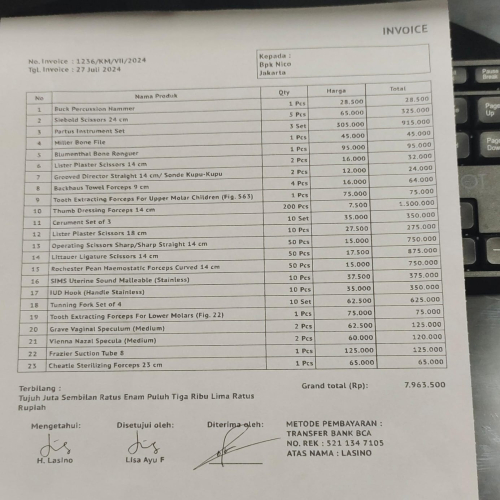 INVOICE
No. Invoice : 1256/KM/VII/2024
Tgl. Invoice : 27 Juli 2024
Kepada :
Bpk Nico
Jakarta
No Nama Produk Qty Harga Total
1 Buck Percussion Hammer 1 Pcs 28.500 28.500
2 Siebold Scissors 24 cm 5 Pcs 65.000 325.000
3 Partus Instrument Set 3 Set 305.000 915.000
4 Miller Bone File 1 Pcs 45.000 45.000
5 Blumenthal Bone Ronguer 1 Pcs 95.000 95.000
6 Lister Plaster Scissors 14 cm 2 Pcs 16.000 32.000
7 Grooved Director Straight 14 cm/ Sonde Kupu-Kupu 2 Pcs 12.000 24.000
8 Backhaus Towel Forceps 9 cm 4 Pcs 16.000 64.000
9 Tooth Extracting Forceps For Upper Molar Children (Fig. 563) 1 Pcs 75.000 75.000
10 Thumb Dressing Forceps 14 cm 200 Pcs 7.500 1.500.000
11 Cerument Set of 3 10 Set 35.000 350.000
12 Lister Plaster Scissors 18 cm 10 Pcs 27.500 275.000
13 Operating Scissors Sharp/Sharp Straight 14 cm 50 Pcs 15.000 750.000
14 Littauer Ligature Scissors 14 cm 50 Pcs 17.500 875.000
15 Rochester Pean Haemostatic Forceps Curved 14 cm 50 Pcs 15.000 750.000
16 SIMS Uterine Sound Malleable (Stainless) 10 Pcs 37.500 375.000
17 IUD Hook (Handle Stainless) 10 Pcs 35.000 350.000
18 Tunning Fork Set of 4 10 Set 62.500 625.000
19 Tooth Extracting Forceps For Lower Molars (Fig. 22) 1 Pcs 75.000 75.000
20 Grave Vaginal Speculum (Medium) 2 Pcs 62.500 125.000
21 Vienna Nazal Specula (Medium) 2 Pcs 60.000 120.000
22 Frazier Suction Tube 8 1 Pcs 125.000 125.000
23 Cheatle Sterilizing Forceps 23 cm 1 Pcs 65.000 65.000
Terbilang :
Tujuh Juta Sembilan Ratus Enam Puluh Tiga Ribu Lima Ratus
Rupiah
Grand total (Rp): 7.963.500
Mengetahui: Disetujui oleh: Diterima oleh:
H. Lasino Lisa Ayu F
METODE PEMBAYARAN :
TRANSFER BANK BCA
NO. REK : 521 134 7105
ATAS NAMA : LASINO
Pause
Page
Up